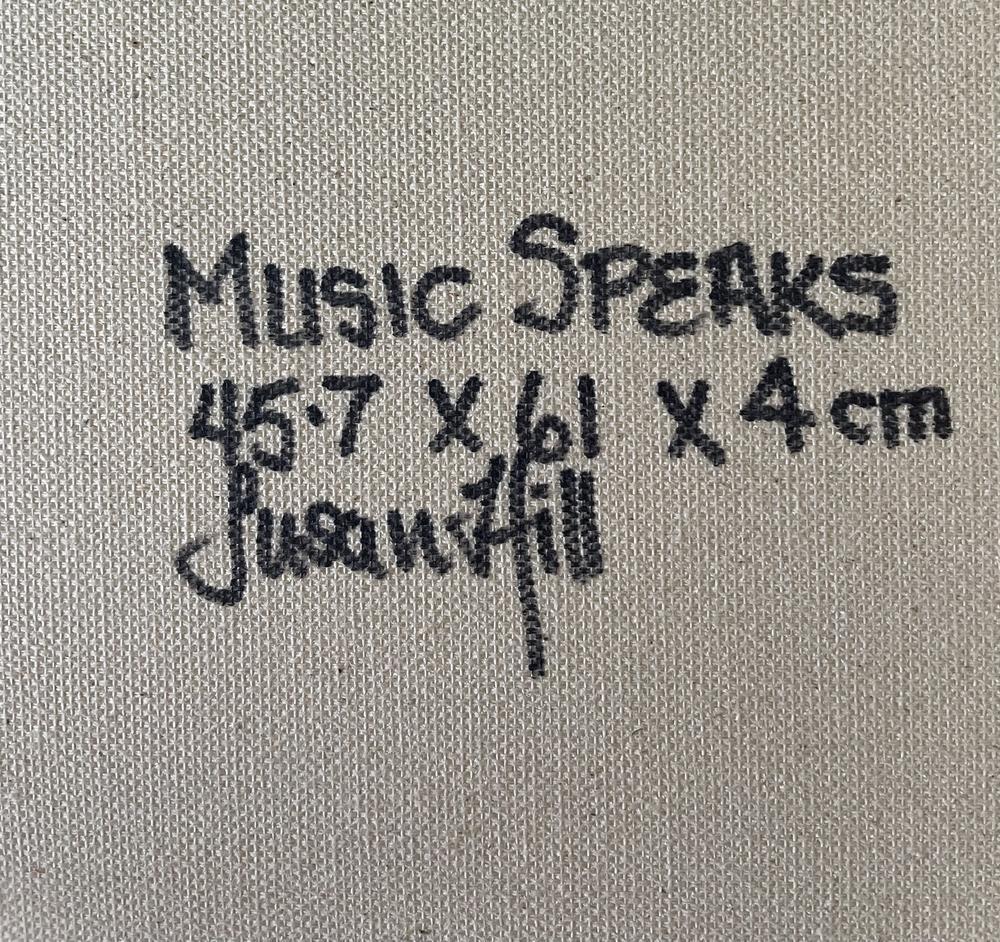 MUSIC SPEAKS
45.7 X 61 X 4 cm
Susan Hill